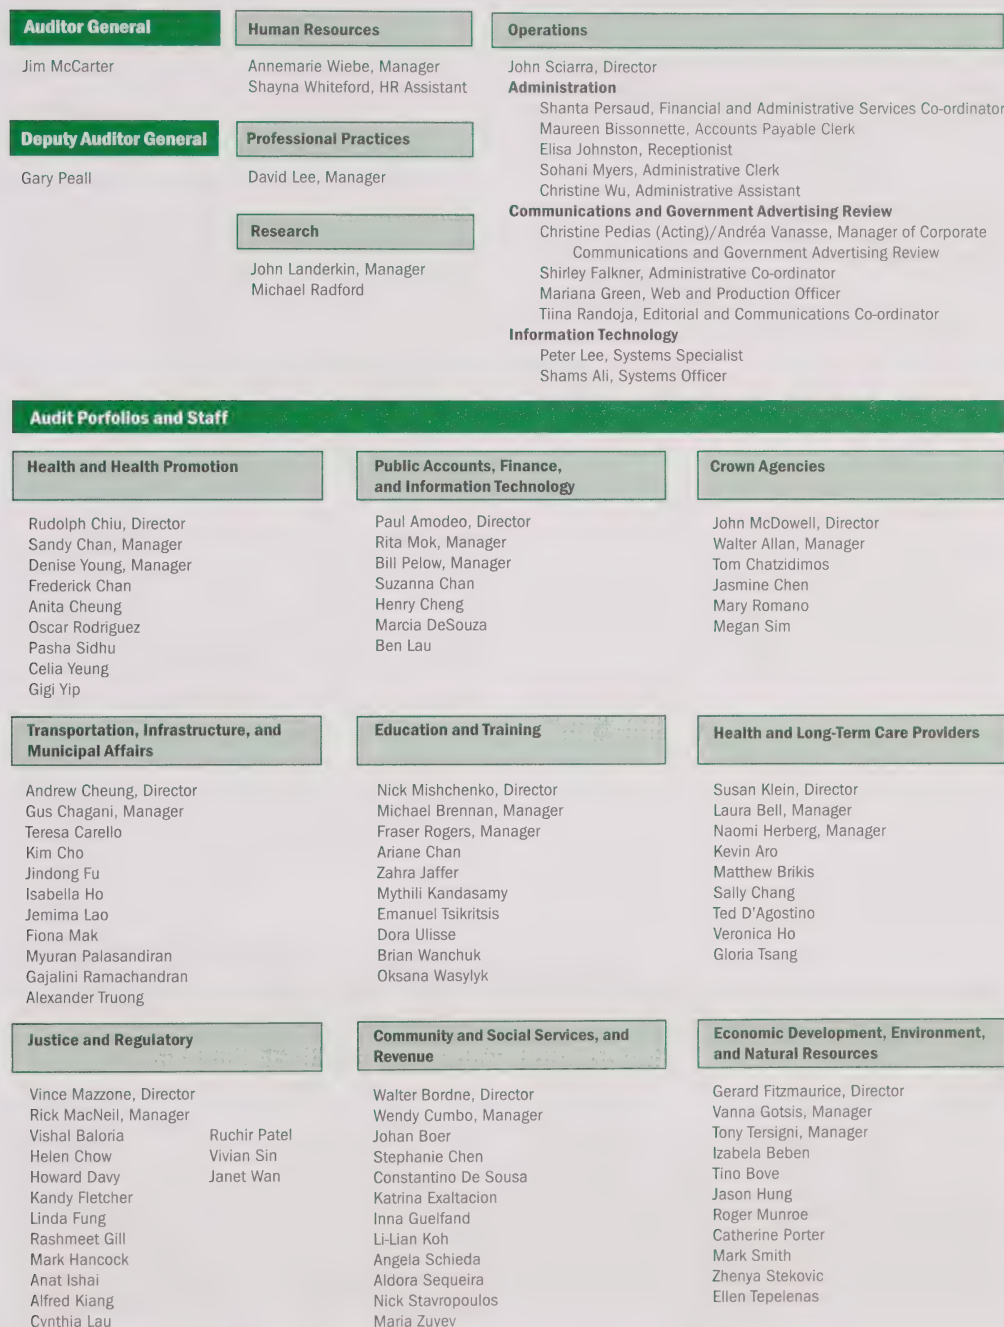 Auditor General
Jim McCarter
Deputy Auditor General
Gary Peall
Human Resources
Annemarie Wiebe, Manager
Shayna Whiteford, HR Assistant
Professional Practices
David Lee, Manager
Research
John Landerkin, Manager
Michael Radford
Operations
John Sciarra, Director
Administration
Shanta Persaud, Financial and Administrative Services Co-ordinator
Maureen Bissonnette, Accounts Payable Clerk
Elisa Johnston, Receptionist
Sohani Myers, Administrative Clerk
Christine Wu, Administrative Assistant
Communications and Government Advertising Review
Christine Pedias (Acting)/Andréa Vanasse, Manager of Corporate
Communications and Government Advertising Review
Shirley Falkner, Administrative Co-ordinator
Mariana Green, Web and Production Officer
Tiina Randoja, Editorial and Communications Co-ordinator
Information Technology
Peter Lee, Systems Specialist
Shams Ali, Systems Officer
Audit Porfolios and Staff
Health and Health Promotion
Rudolph Chiu, Director
Sandy Chan, Manager
Denise Young, Manager
Frederick Chan
Anita Cheung
Oscar Rodriguez
Pasha Sidhu
Celia Yeung
Gigi Yip
Public Accounts, Finance,
and Information Technology
Paul Amodeo, Director
Rita Mok, Manager
Bill Pelow, Manager
Suzanna Chan
Henry Cheng
Marcia DeSouza
Ben Lau
Crown Agencies
John McDowell, Director
Walter Allan, Manager
Tom Chatzidimos
Jasmine Chen
Mary Romano
Megan Sim
Transportation, Infrastructure, and
Municipal Affairs
Andrew Cheung, Director
Gus Chagani, Manager
Teresa Carello
Kim Cho
Jindong Fu
Isabella Ho
Jemima Lao
Fiona Mak
Myuran Palasandiran
Gajalini Ramachandran
Alexander Truong
Education and Training
Nick Mishchenko, Director
Michael Brennan, Manager
Fraser Rogers, Manager
Ariane Chan
Zahra Jaffer
Mythili Kandasamy
Emanuel Tsikritsis
Dora Ulisse
Brian Wanchuk
Oksana Wasylyk
Health and Long-Term Care Providers
Susan Klein, Director
Laura Bell, Manager
Naomi Herberg, Manager
Kevin Aro
Matthew Brikis
Sally Chang
Ted D'Agostino
Veronica Ho
Gloria Tsang
Justice and Regulatory
Vince Mazzone, Director
Rick MacNeil, Manager
Vishal Baloria
Helen Chow
Howard Davy
Kandy Fletcher
Linda Fung
Rashmeet Gill
Mark Hancock
Anat Ishai
Alfred Kiang
Cynthia Lau
Ruchir Patel
Vivian Sin
Janet Wan
Community and Social Services, and
Revenue
Walter Bordne, Director
Wendy Cumbo, Manager
Johan Boer
Stephanie Chen
Constantino De Sousa
Katrina Exaltacion
Inna Guelfand
Li-Lian Koh
Angela Schieda
Aldora Sequeira
Nick Stavropoulos
Maria Zuyev
Economic Development, Environment,
and Natural Resources
Gerard Fitzmaurice, Director
Vanna Gotsis, Manager
Tony Tersigni, Manager
Izabela Beben
Tino Bove
Jason Hung
Roger Munroe
Catherine Porter
Mark Smith
Zhenya Stekovic
Ellen Tepelenas